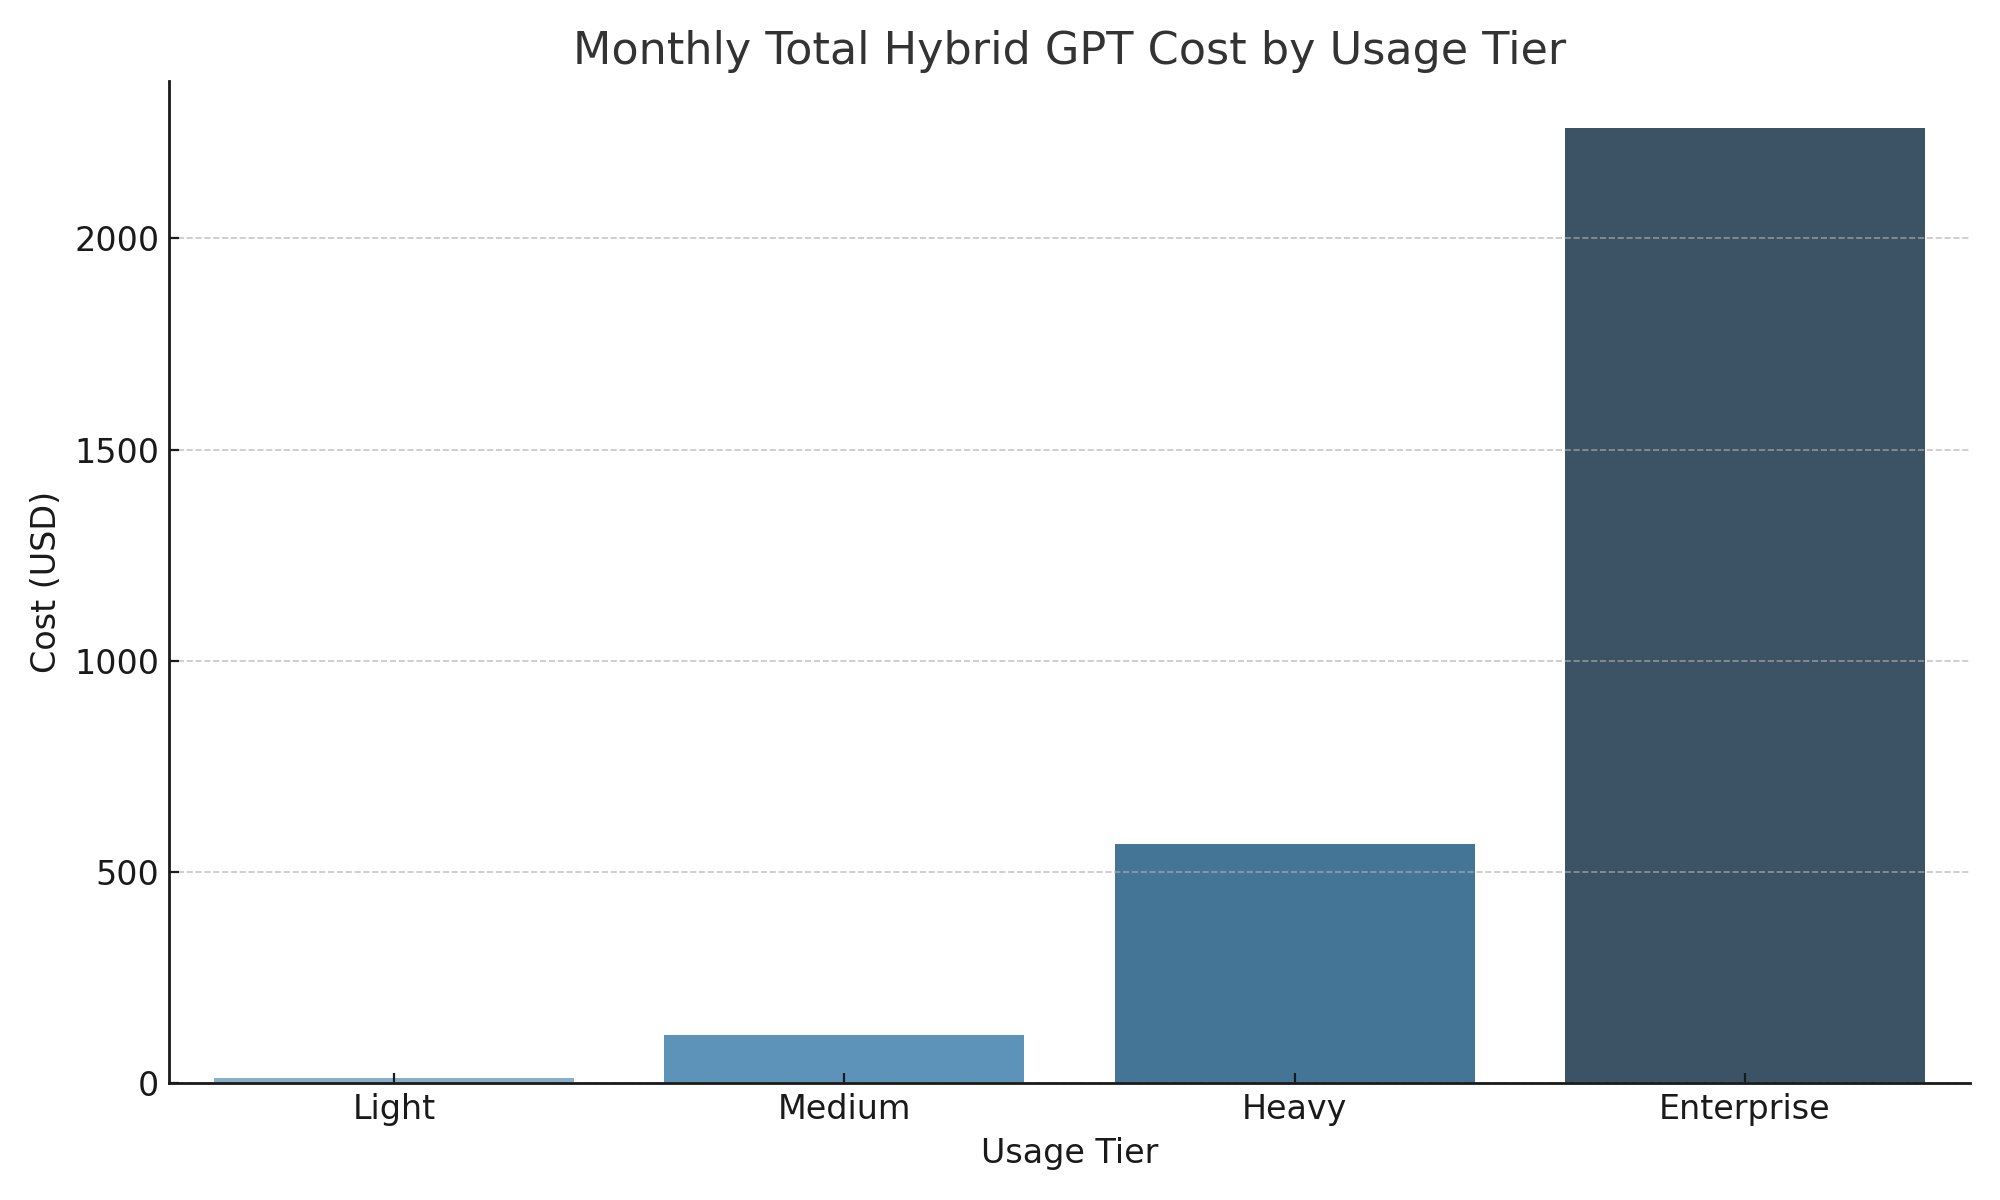 Monthly Total Hybrid GPT Cost by Usage Tier
2000
1500
1000
500
0
Cost (USD)
Light Medium Heavy Enterprise
Usage Tier